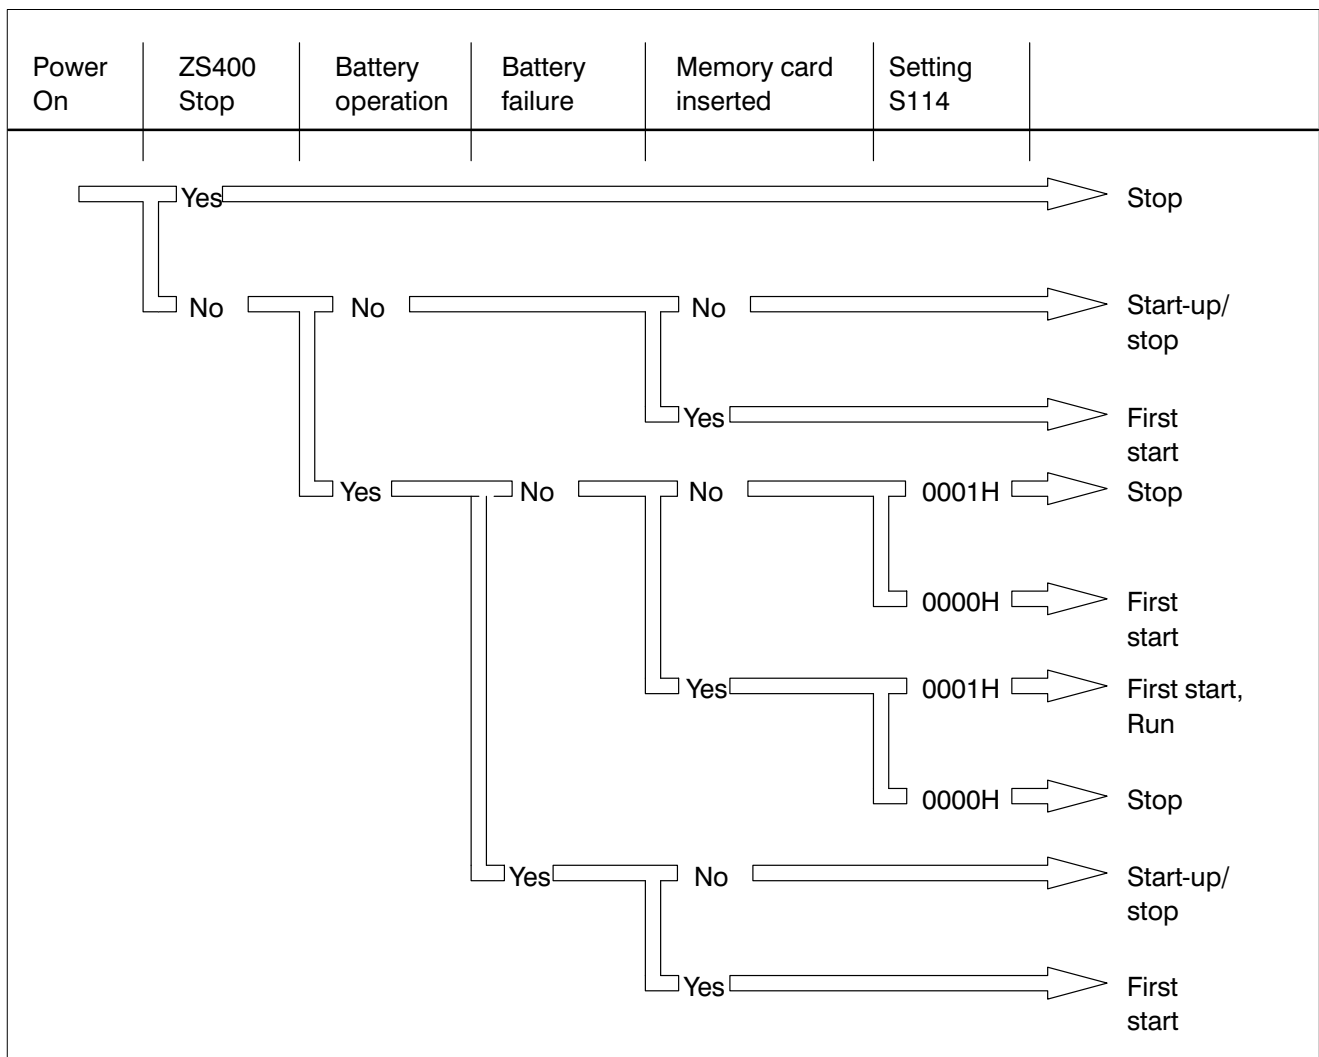 Power ZS400 Battery Battery Memory card Setting
On Stop operation failure inserted S114
Yes Stop
No No No Start-up/
stop
Yes First
start
Yes No No 0001H Stop
0000H First
start
Yes 0001H First start,
Run
0000H Stop
Yes No Start-up/
stop
Yes First
start